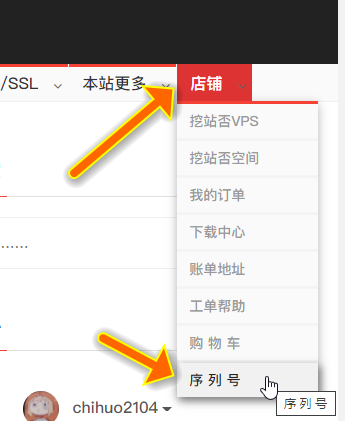 /SSL 本站更多 店铺
挖站否VPS
挖站否空间
我的订单
下载中心
账单地址
工单帮助
购 物 车
序 列 号
序 列 号
......
chihuo2104